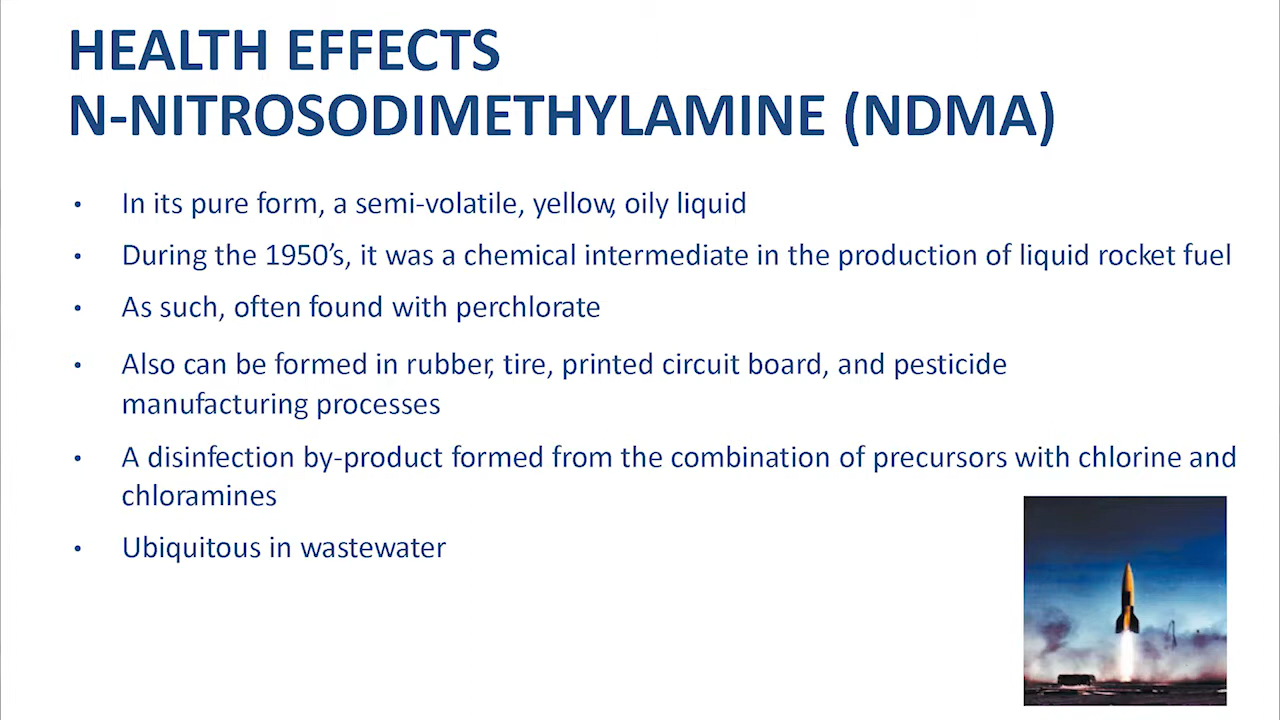 HEALTH EFFECTS
N-NITROSODIMETHYLAMINE (NDMA)
• In its pure form, a semi-volatile, yellow, oily liquid
• During the 1950's, it was a chemical intermediate in the production of liquid rocket fuel
• As such, often found with perchlorate
• Also can be formed in rubber, tire, printed circuit board, and pesticide
manufacturing processes
• A disinfection by-product formed from the combination of precursors with chlorine and
chloramines
• Ubiquitous in wastewater